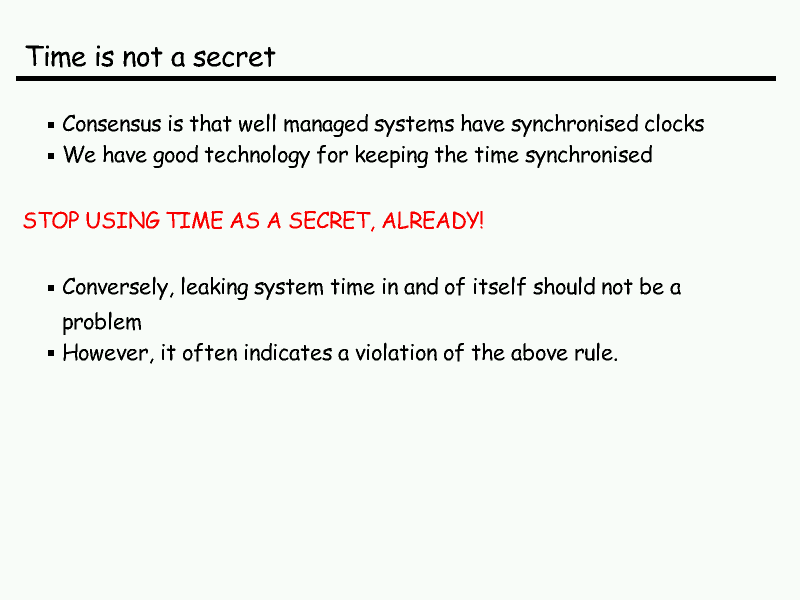 Time is not a secret
▪ Consensus is that well managed systems have synchronised clocks
▪ We have good technology for keeping the time synchronised
STOP USING TIME AS A SECRET, ALREADY!
▪ Conversely, leaking system time in and of itself should not be a
problem
▪ However, it often indicates a violation of the above rule.